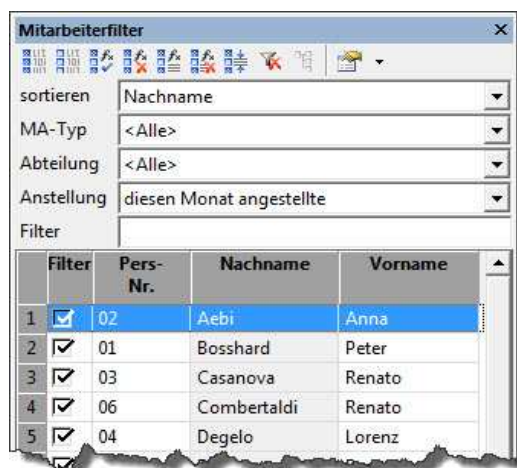 Mitarbeiterfilter
sortieren Nachname
MA-Typ <Alle>
Abteilung <Alle>
Anstellung diesen Monat angestellte
Filter
Filter Pers-Nr. Nachname Vorname
1 02 Aebi Anna
2 01 Bosshard Peter
3 03 Casanova Renato
4 06 Combertaldi Renato
5 04 Degelo Lorenz